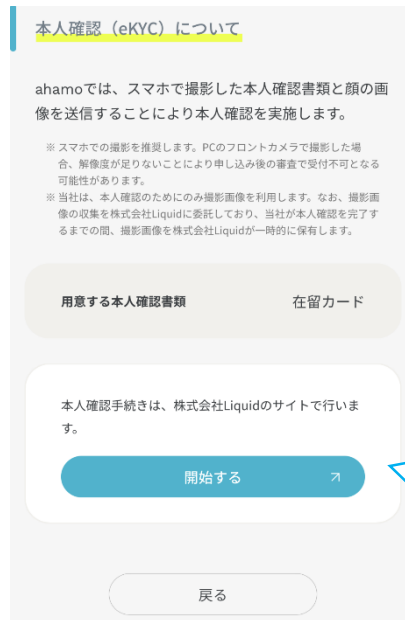 本人確認（eKYC）について
ahamoでは、スマホで撮影した本人確認書類と顔の画
像を送信することにより本人確認を実施します。
※ スマホでの撮影を推奨します。PCのフロントカメラで撮影した場
合、解像度が足りないことにより申し込み後の審査で受付不可となる
可能性があります。
※ 当社は、本人確認のためにのみ撮影画像を利用します。なお、撮影画
像の収集を株式会社Liquidに委託しており、当社が本人確認を完了す
るまでの間、撮影画像を株式会社Liquidが一時的に保有します。
用意する本人確認書類 在留カード
本人確認手続きは、株式会社Liquidのサイトで行いま
す。
開始する
戻る